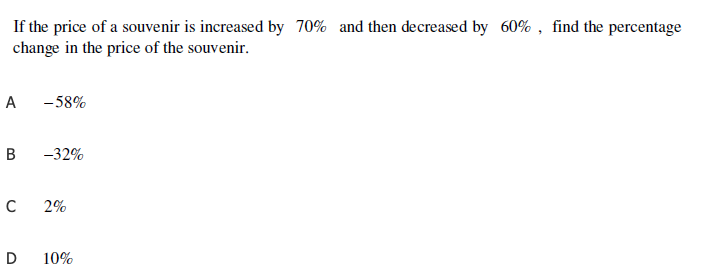 If the price of a souvenir is increased by 70% and then decreased by 60% , find the percentage
change in the price of the souvenir.
A −58%
B −32%
C 2%
D 10%